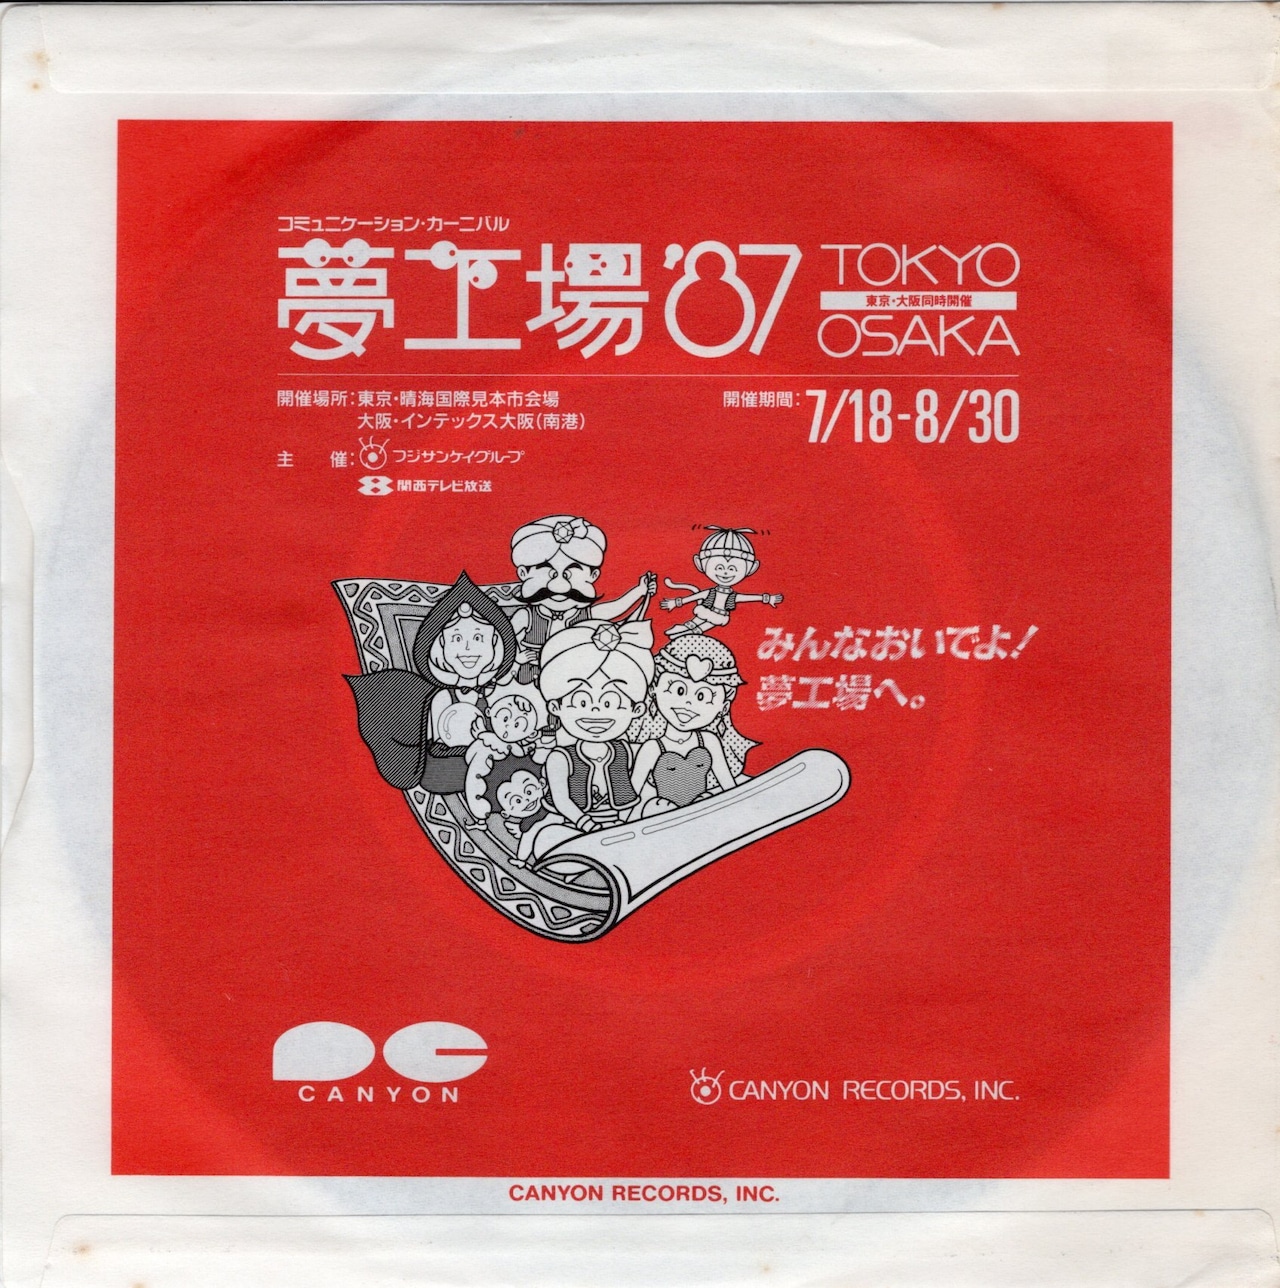 コミュニケーション・カーニバル
夢工場'87
TOKYO
東京・大阪同時開催
OSAKA
開催場所:東京・晴海国際見本市会場
大阪・インテックス大阪(南港)
開催期間:7/18-8/30
主　催:フジサンケイグループ
関西テレビ放送
みんなおいでよ!
夢工場へ。
CANYON
CANYON RECORDS, INC.
CANYON RECORDS, INC.